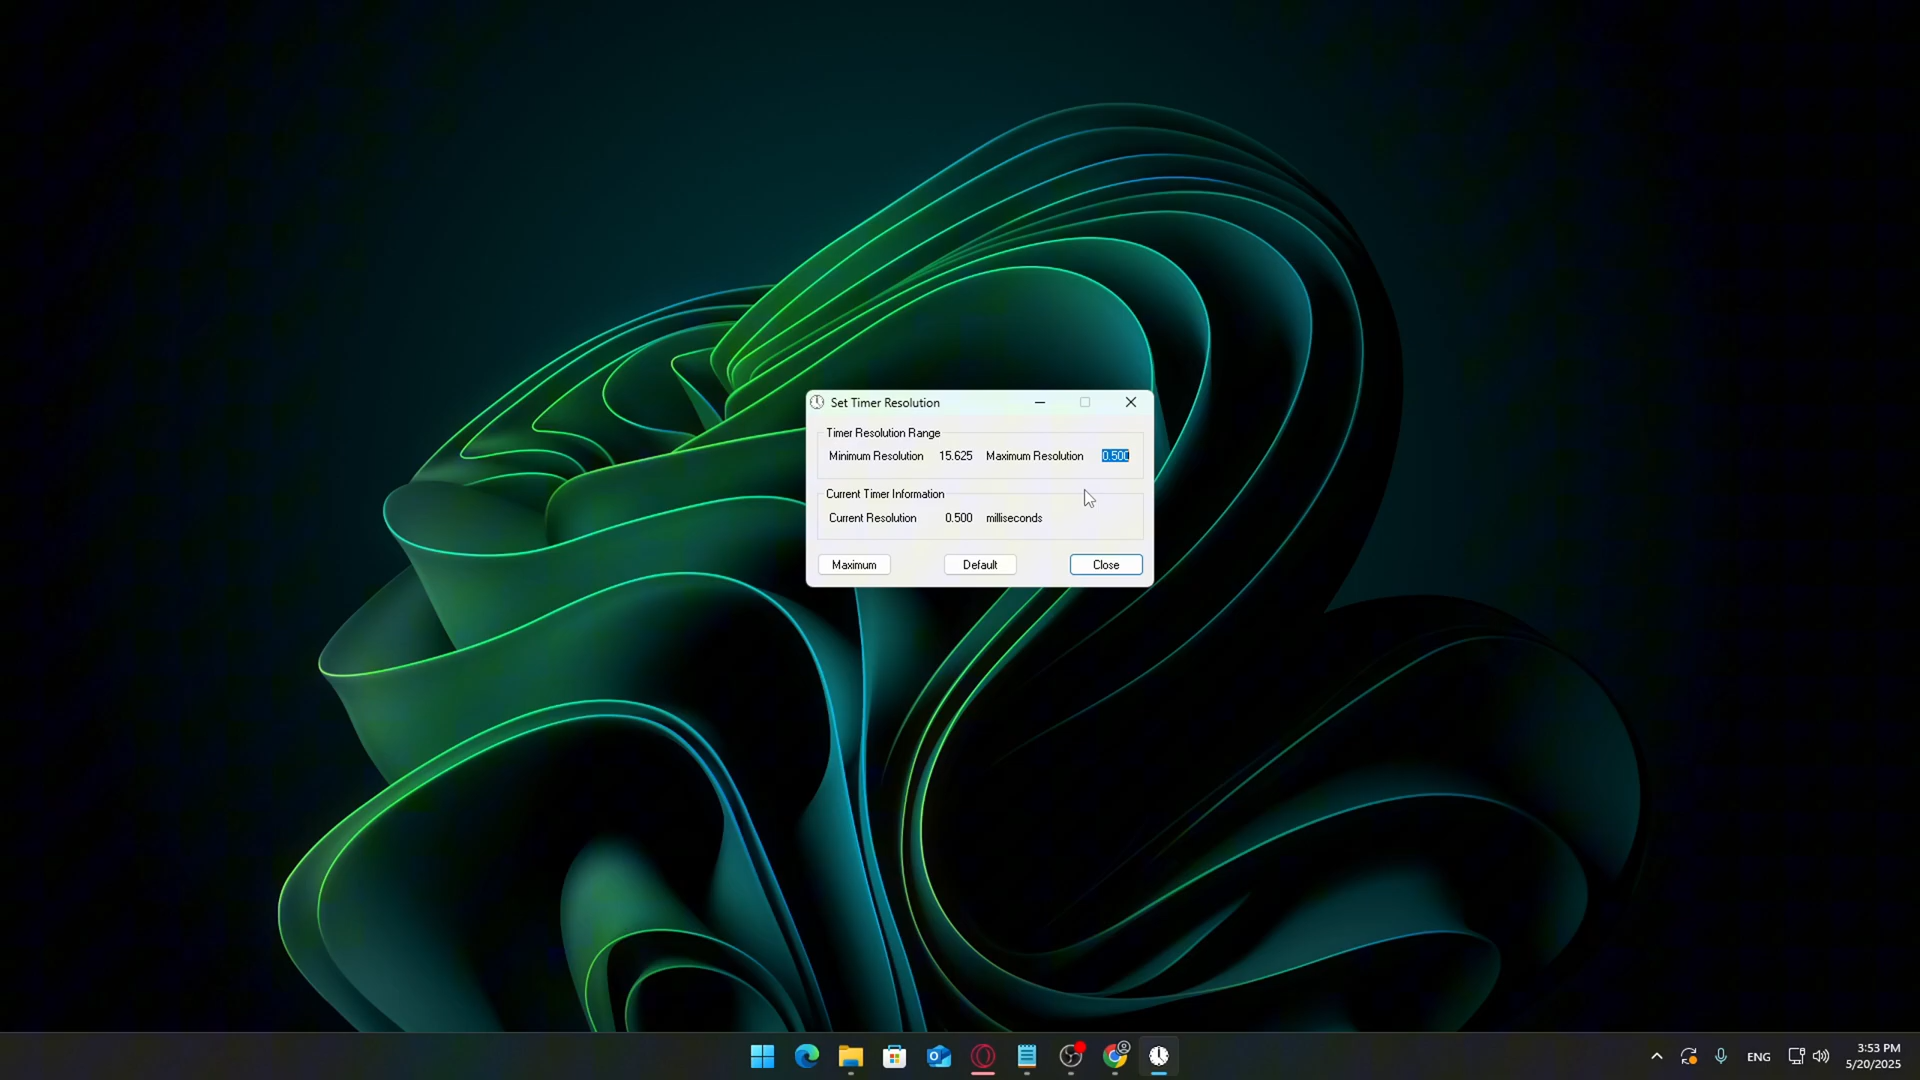 Set Timer Resolution
Timer Resolution Range
Minimum Resolution 15.625 Maximum Resolution 0.500
Current Timer Information
Current Resolution 0.500 milliseconds
Maximum Default Close
ENG
3:53 PM
5/20/2025